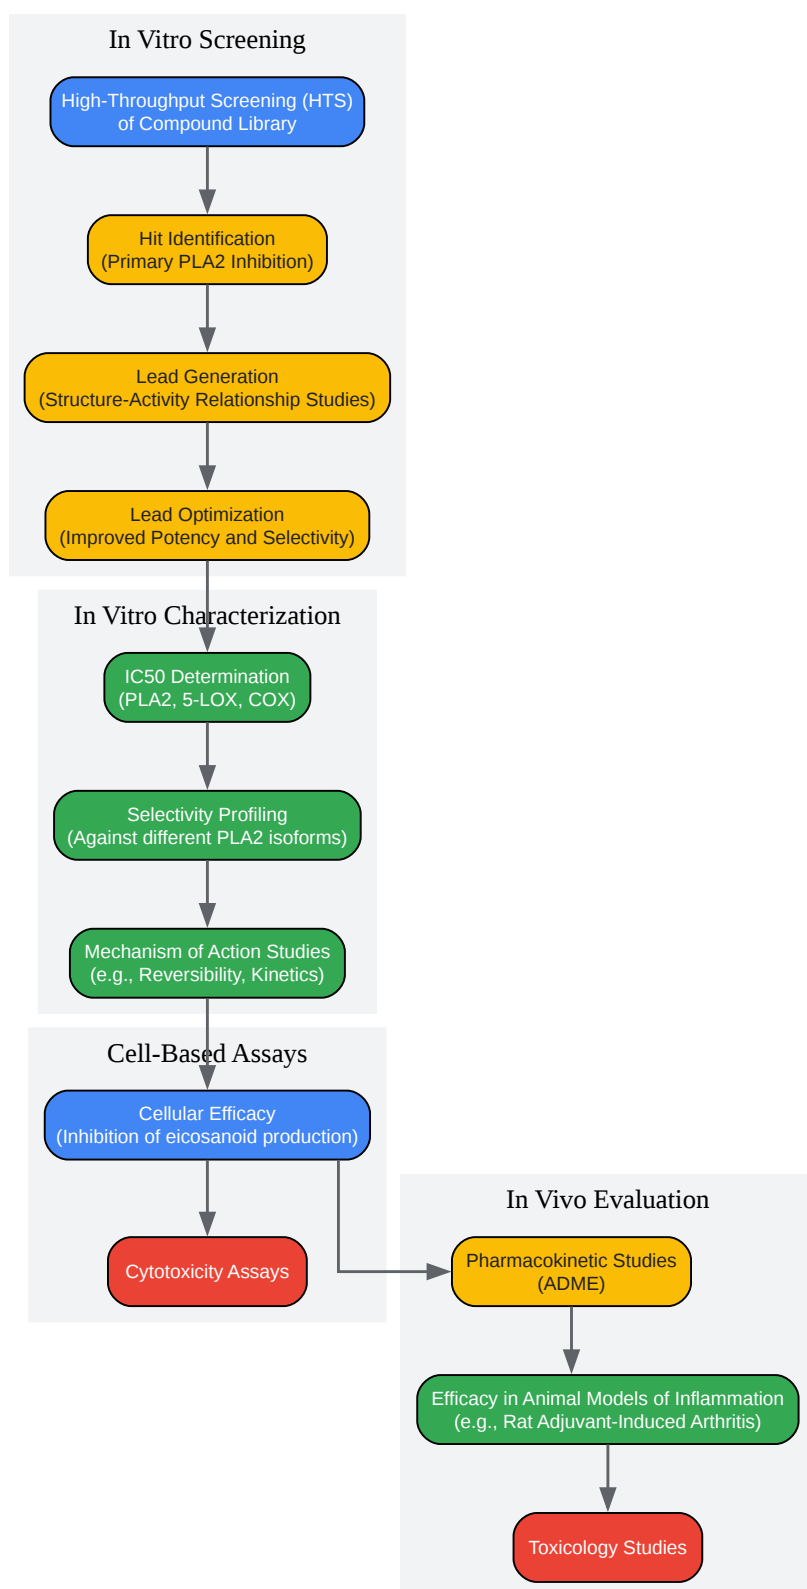 In Vitro Screening
High-Throughput Screening (HTS)
of Compound Library
Hit Identification
(Primary PLA2 Inhibition)
Lead Generation
(Structure-Activity Relationship Studies)
Lead Optimization
(Improved Potency and Selectivity)
In Vitro Characterization
IC50 Determination
(PLA2, 5-LOX, COX)
Selectivity Profiling
(Against different PLA2 isoforms)
Mechanism of Action Studies
(e.g., Reversibility, Kinetics)
Cell-Based Assays
Cellular Efficacy
(Inhibition of eicosanoid production)
Cytotoxicity Assays
In Vivo Evaluation
Pharmacokinetic Studies
(ADME)
Efficacy in Animal Models of Inflammation
(e.g., Rat Adjuvant-Induced Arthritis)
Toxicology Studies